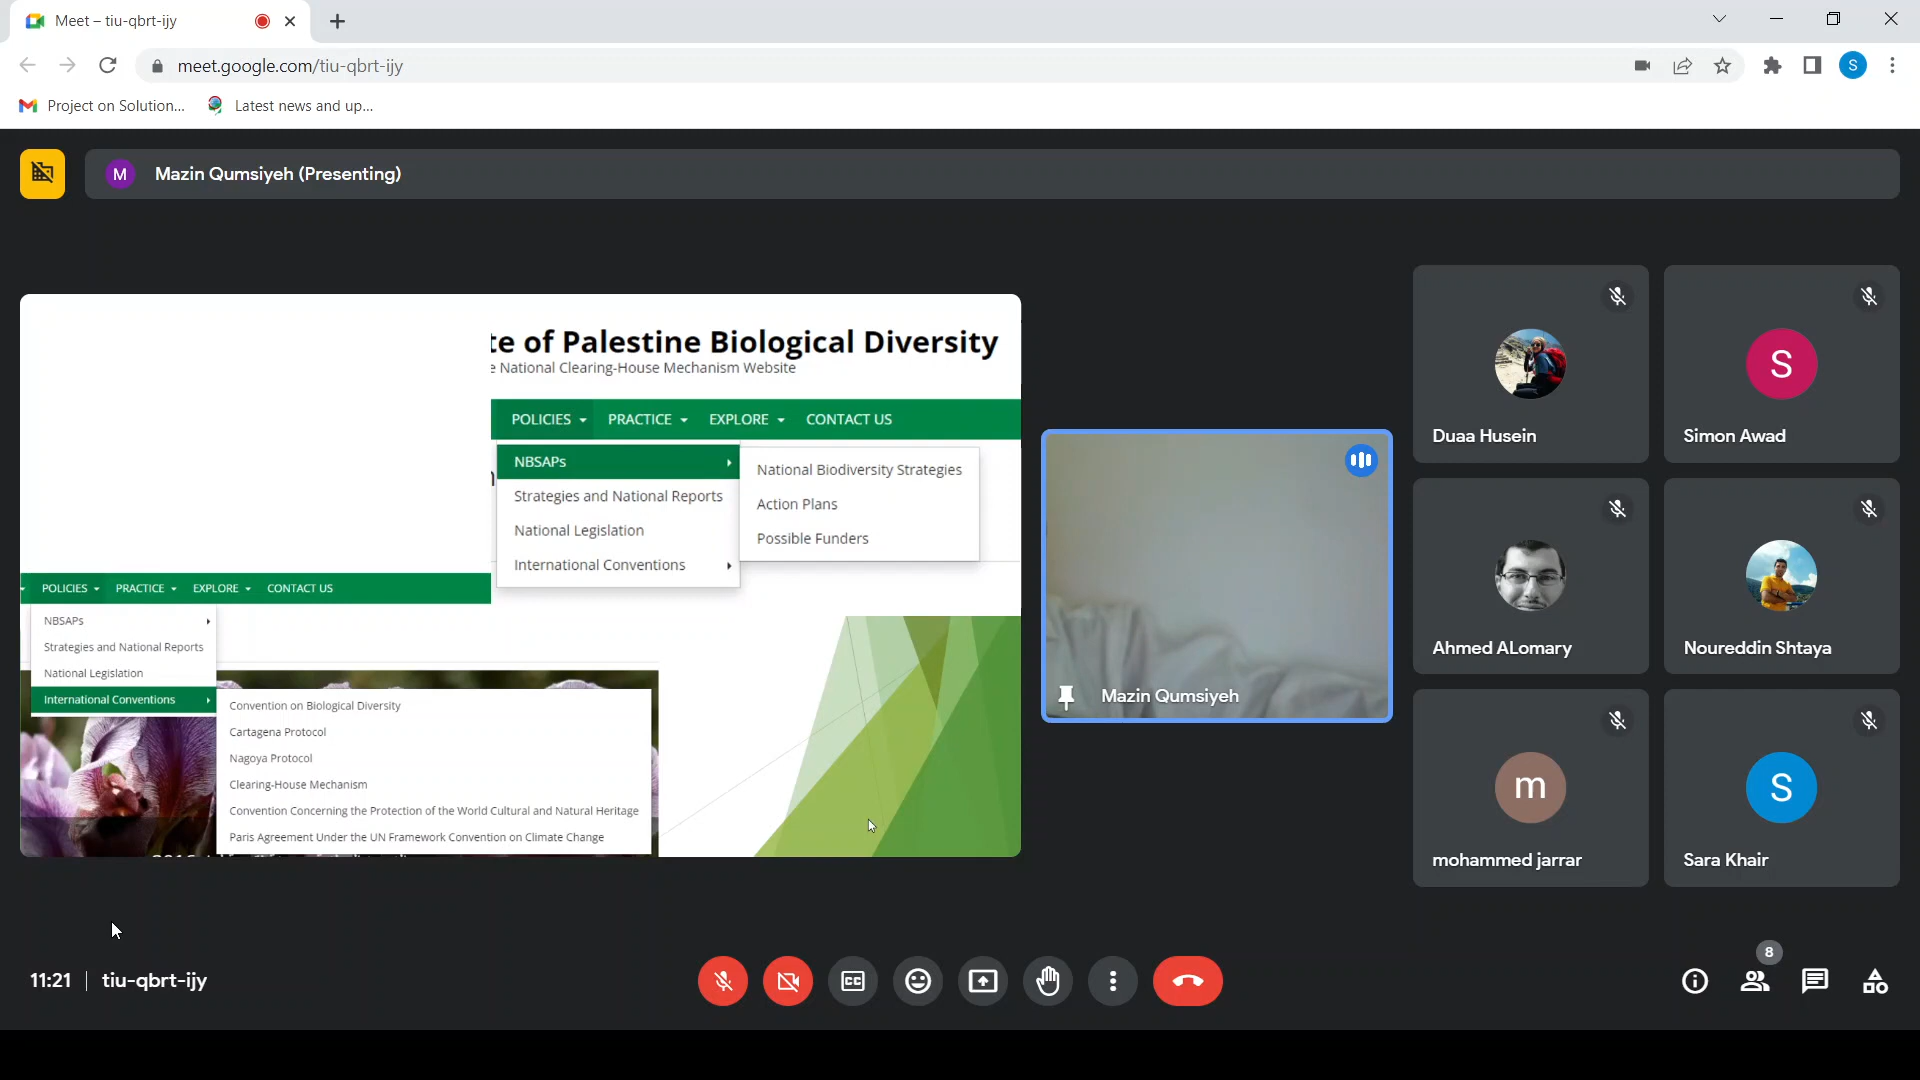 Meet – tiu-qbrt-ijy
meet.google.com/tiu-qbrt-ijy
S
Project on Solution...
Latest news and up...
M
Mazin Qumsiyeh (Presenting)
te of Palestine Biological Diversity
e National Clearing-House Mechanism Website
POLICIES
PRACTICE
EXPLORE
CONTACT US
NBSAPs
Strategies and National Reports
National Legislation
International Conventions
National Biodiversity Strategies
Action Plans
Possible Funders
POLICIES
PRACTICE
EXPLORE
CONTACT US
NBSAPs
Strategies and National Reports
National Legislation
International Conventions
Convention on Biological Diversity
Cartagena Protocol
Nagoya Protocol
Clearing-House Mechanism
Convention Concerning the Protection of the World Cultural and Natural Heritage
Paris Agreement Under the UN Framework Convention on Climate Change
Mazin Qumsiyeh
Duaa Husein
S
Simon Awad
Ahmed ALomary
Noureddin Shtaya
m
mohammed jarrar
S
Sara Khair
11:21
tiu-qbrt-ijy
8